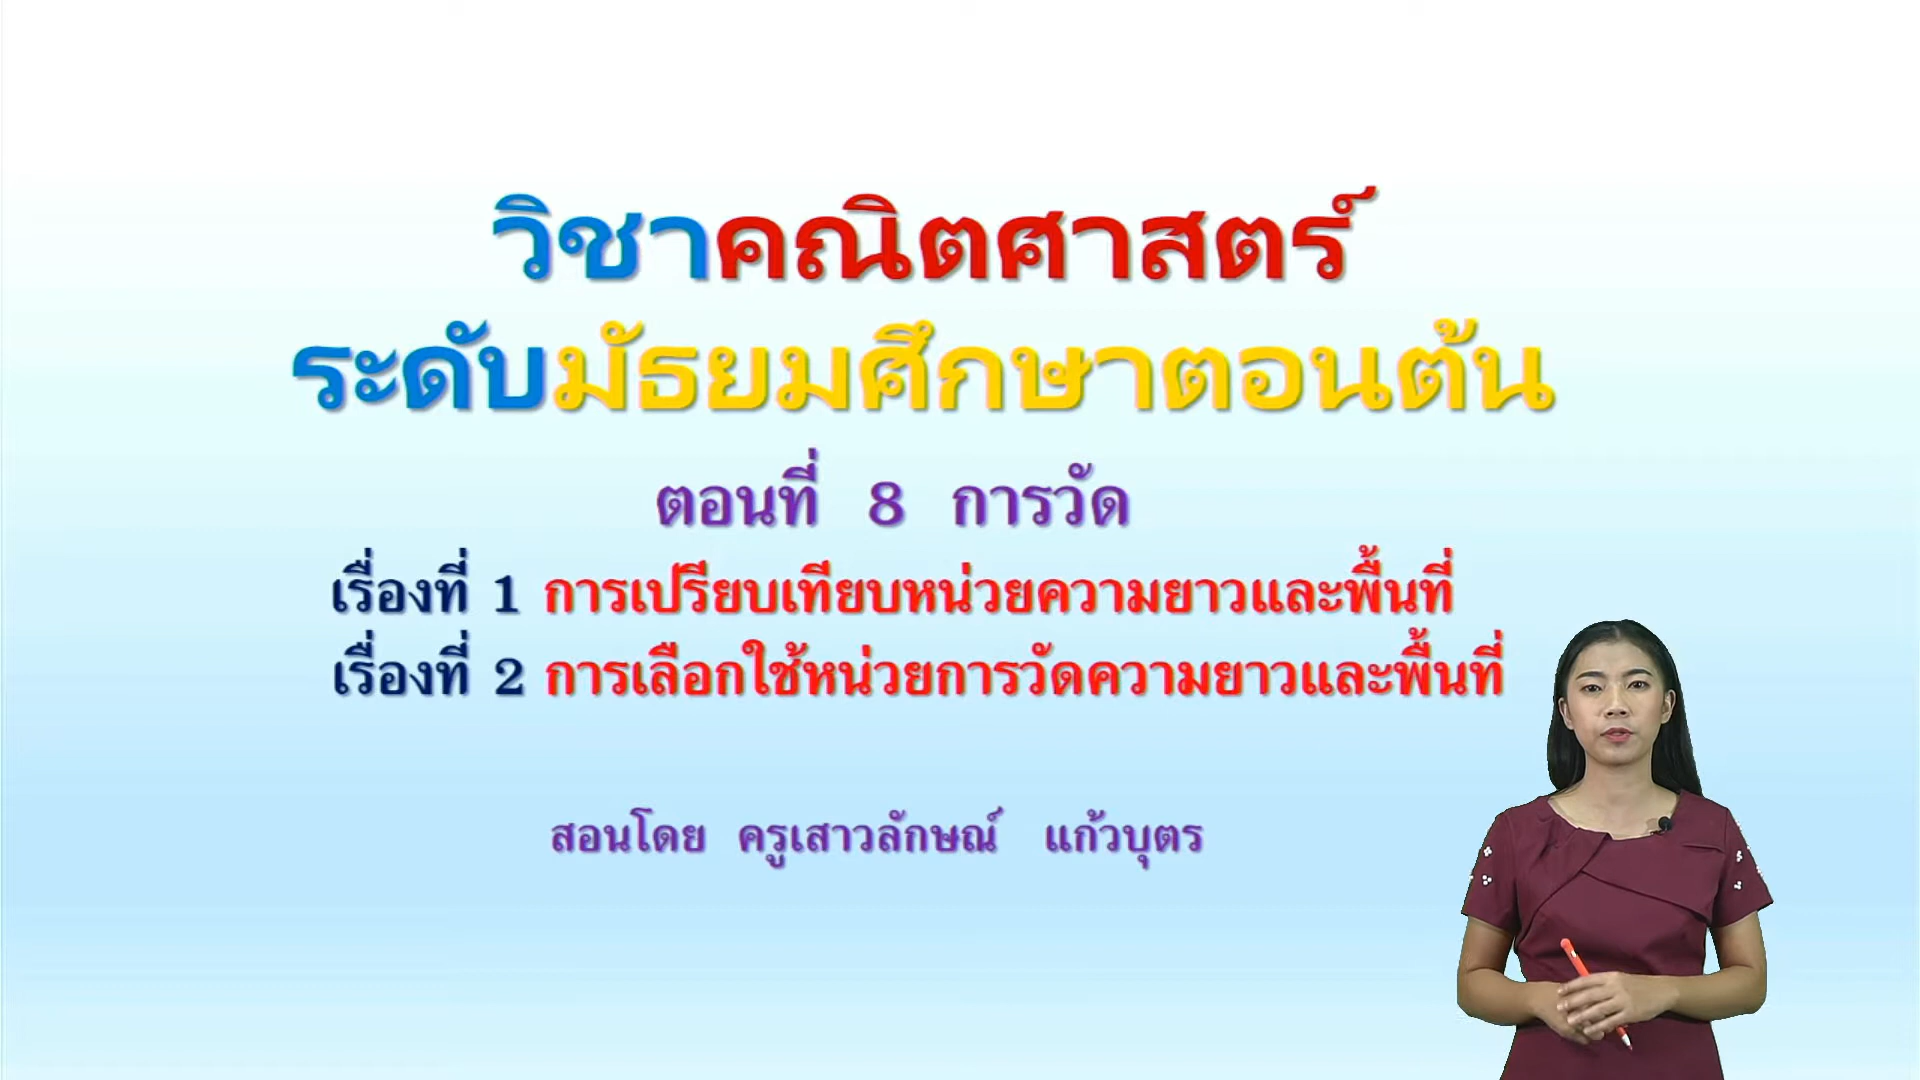 วิชาคณิตศาสตร์
ระดับมัธยมศึกษาตอนต้น
ตอนที่ 8 การวัด
เรื่องที่ 1 การเปรียบเทียบหน่วยความยาวและพื้นที่
เรื่องที่ 2 การเลือกใช้หน่วยการวัดความยาวและพื้นที่
สอนโดย ครูเสาวลักษณ์ แก้วบุตร